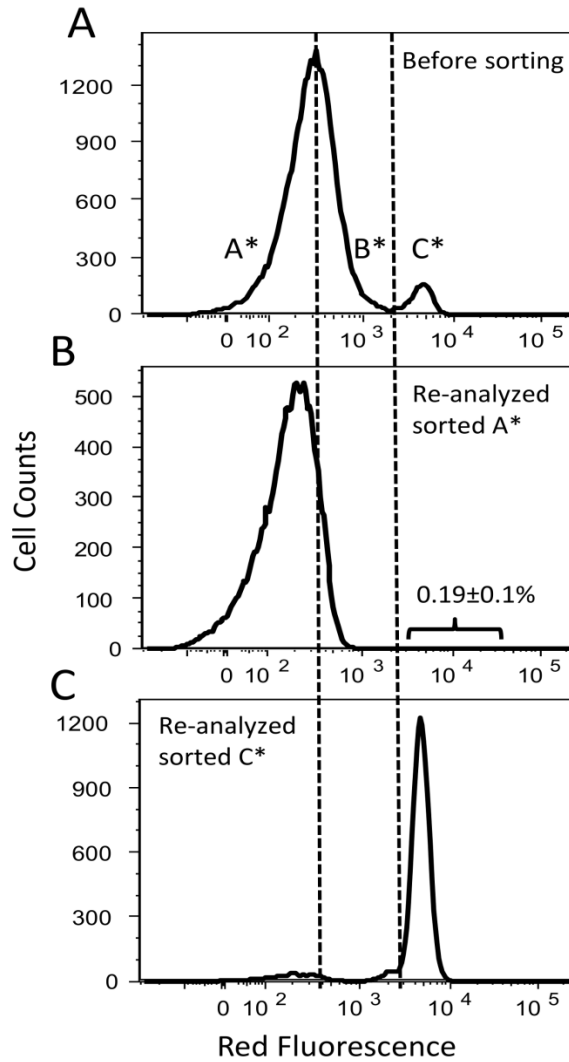 A
Before sorting
1200
900
600
300
0
A*
B*
C*
0 10² 10³ 10⁴ 10⁵
B
Re-analyzed
sorted A*
500
400
300
200
100
0
0.19±0.1%
0 10² 10³ 10⁴ 10⁵
Cell Counts
C
Re-analyzed
sorted C*
1200
900
600
300
0
0 10² 10³ 10⁴ 10⁵
Red Fluorescence